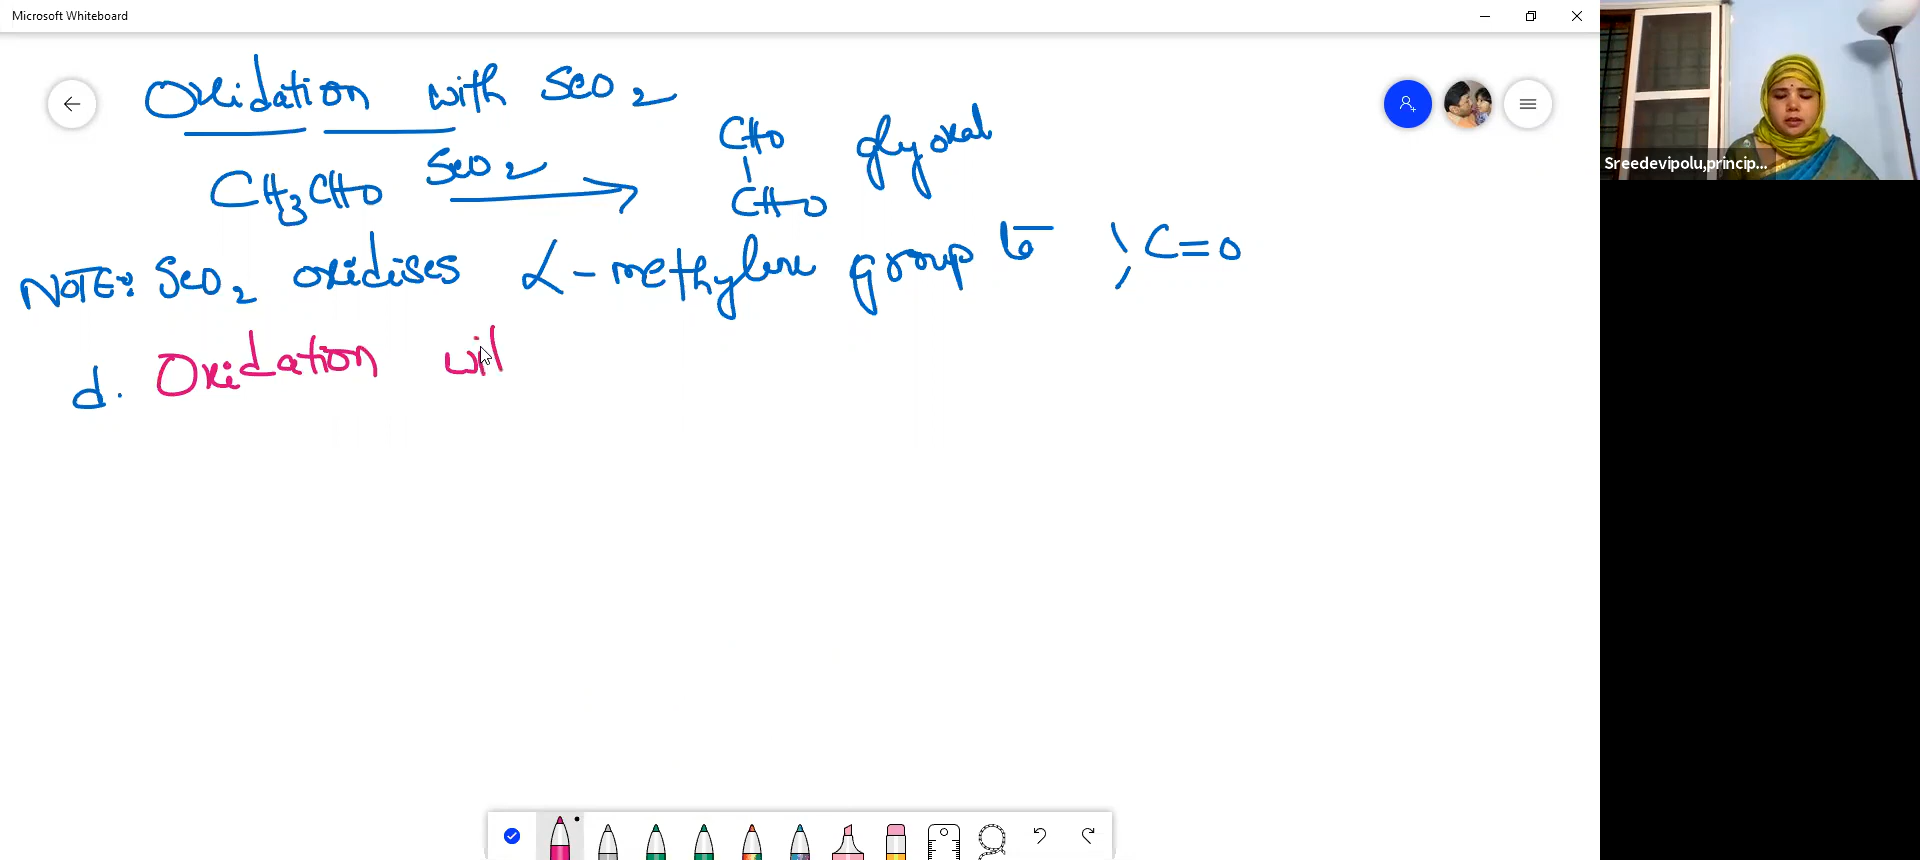 Microsoft Whiteboard
Oxidation with SeO2
CHO glyoxal
CH3CHO SeO2 → CHO
NOTE: SeO2 oxidises α-methylene group to C=O
d. Oxidation wit
Sreedevipolu,princip...